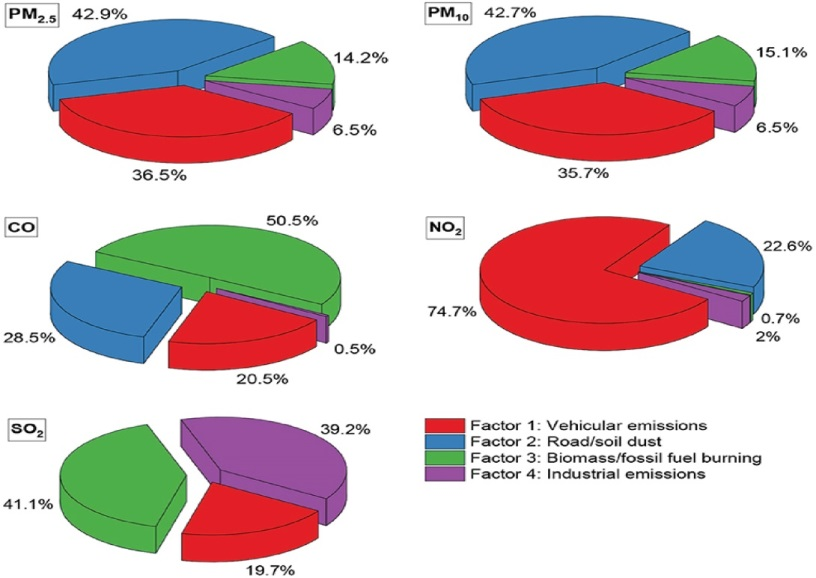 PM2.5
42.9%
14.2%
6.5%
36.5%
PM10
42.7%
15.1%
6.5%
35.7%
CO
50.5%
28.5%
0.5%
20.5%
NO2
22.6%
74.7%
0.7%
2%
SO2
39.2%
41.1%
19.7%
Factor 1: Vehicular emissions
Factor 2: Road/soil dust
Factor 3: Biomass/fossil fuel burning
Factor 4: Industrial emissions